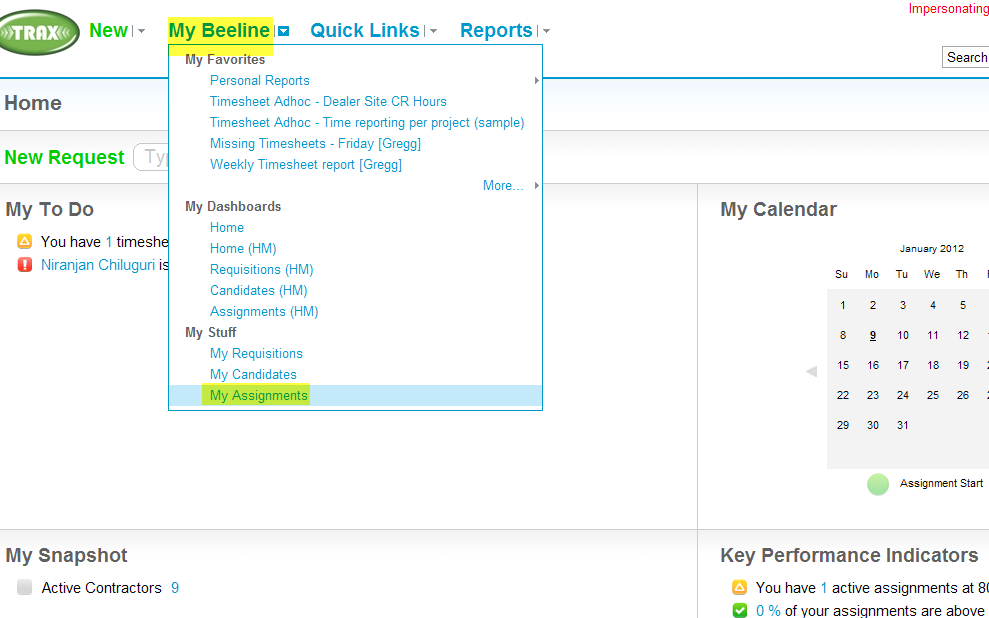 Impersonating
TRAX
New
My Beeline
Quick Links
Reports
Search
Home
New Request
My Favorites
Personal Reports
Timesheet Adhoc - Dealer Site CR Hours
Timesheet Adhoc - Time reporting per project (sample)
Missing Timesheets - Friday [Gregg]
Weekly Timesheet report [Gregg]
More...
My Dashboards
Home
Home (HM)
Requisitions (HM)
Candidates (HM)
Assignments (HM)
My Stuff
My Requisitions
My Candidates
My Assignments
My To Do
You have 1 timeshe
Niranjan Chiluguri is
My Calendar
January 2012
Su Mo Tu We Th
1 2 3 4 5
8 9 10 11 12
15 16 17 18 19
22 23 24 25 26
29 30 31
Assignment Start
My Snapshot
Active Contractors 9
Key Performance Indicators
You have 1 active assignments at 80
0 % of your assignments are above